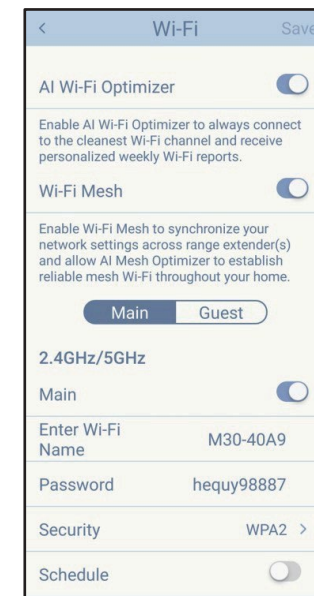 Wi-Fi
Save
AI Wi-Fi Optimizer
Enable AI Wi-Fi Optimizer to always connect
to the cleanest Wi-Fi channel and receive
personalized weekly Wi-Fi reports.
Wi-Fi Mesh
Enable Wi-Fi Mesh to synchronize your
network settings across range extender(s)
and allow AI Mesh Optimizer to establish
reliable mesh Wi-Fi throughout your home.
Main Guest
2.4GHz/5GHz
Main
Enter Wi-Fi
Name
M30-40A9
Password hequy98887
Security WPA2 >
Schedule